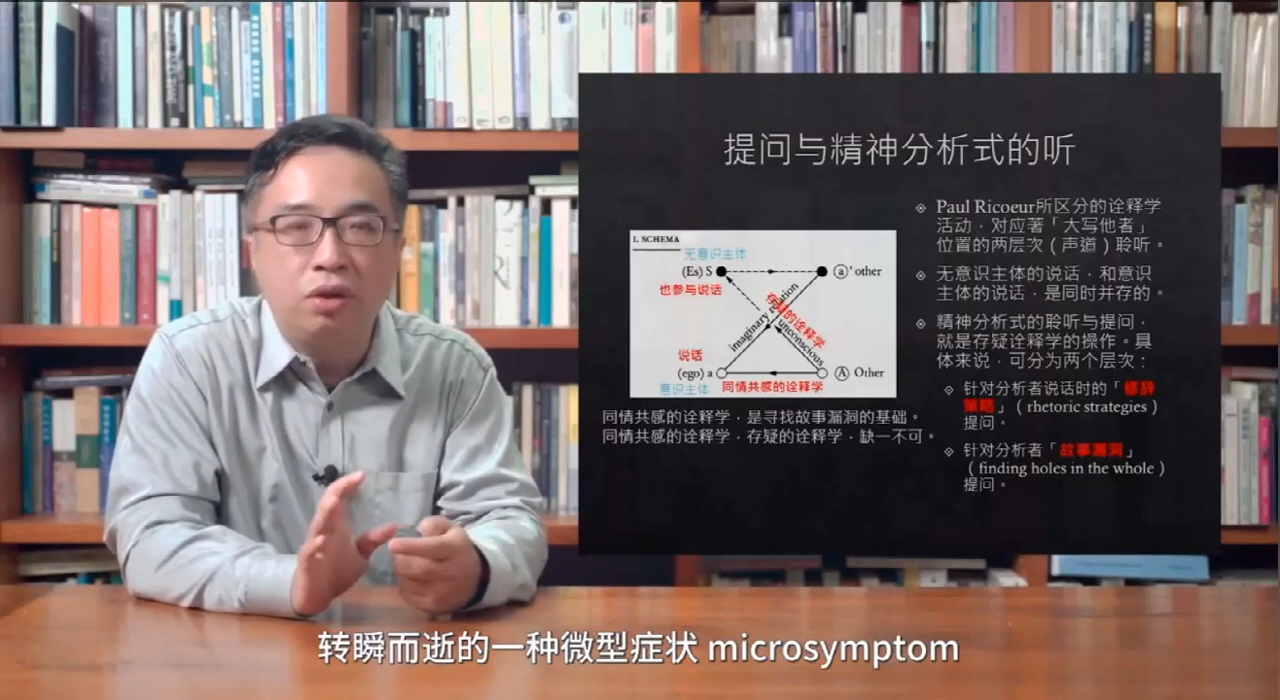 提问与精神分析式的听
L SCHEMA
无意识主体
(Es) S
ⓐ' other
也参与说话
imaginary
存疑的诠释学
unconscious
说话
(ego) a
Ⓐ Other
意识主体
同情共感的诠释学
同情共感的诠释学，是寻找故事漏洞的基础。
同情共感的诠释学，存疑的诠释学，缺一不可。
Paul Ricoeur所区分的诠释学
活动，对应著「大写他者」
位置的两层次（声道）聆听。
无意识主体的说话，和意识
主体的说话，是同时并存的。
精神分析式的聆听与提问，
就是存疑诠释学的操作。具
体来说，可分为两个层次：
针对分析者说话时的「修辞
策略」（rhetoric strategies）
提问。
针对分析者「故事漏洞」
（finding holes in the whole）
提问。
转瞬而逝的一种微型症状 microsymptom